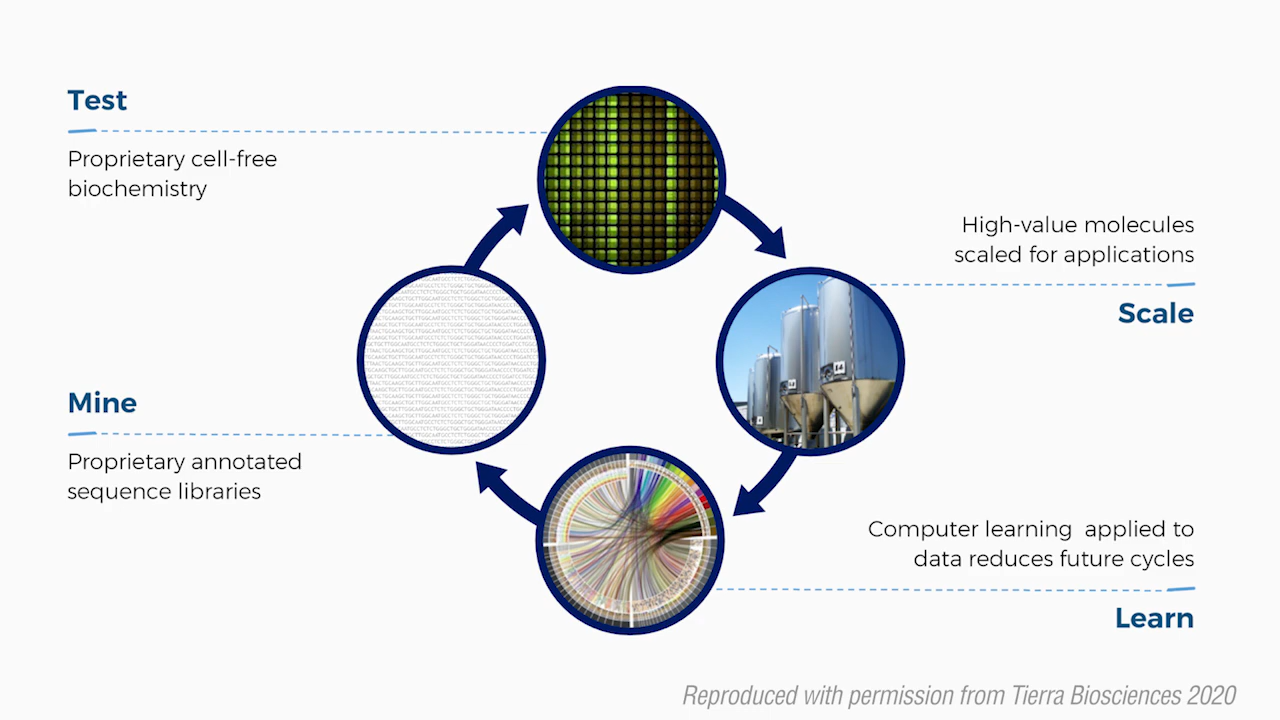 Test
Proprietary cell-free
biochemistry
High-value molecules
scaled for applications
Scale
Mine
Proprietary annotated
sequence libraries
Computer learning applied to
data reduces future cycles
Learn
Reproduced with permission from Tierra Biosciences 2020